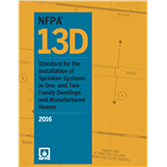 NFPA®
13D
Standard for the
Installation of
Sprinkler Systems
in One- and Two-
Family Dwellings
and Manufactured
Homes
2016
NFPA